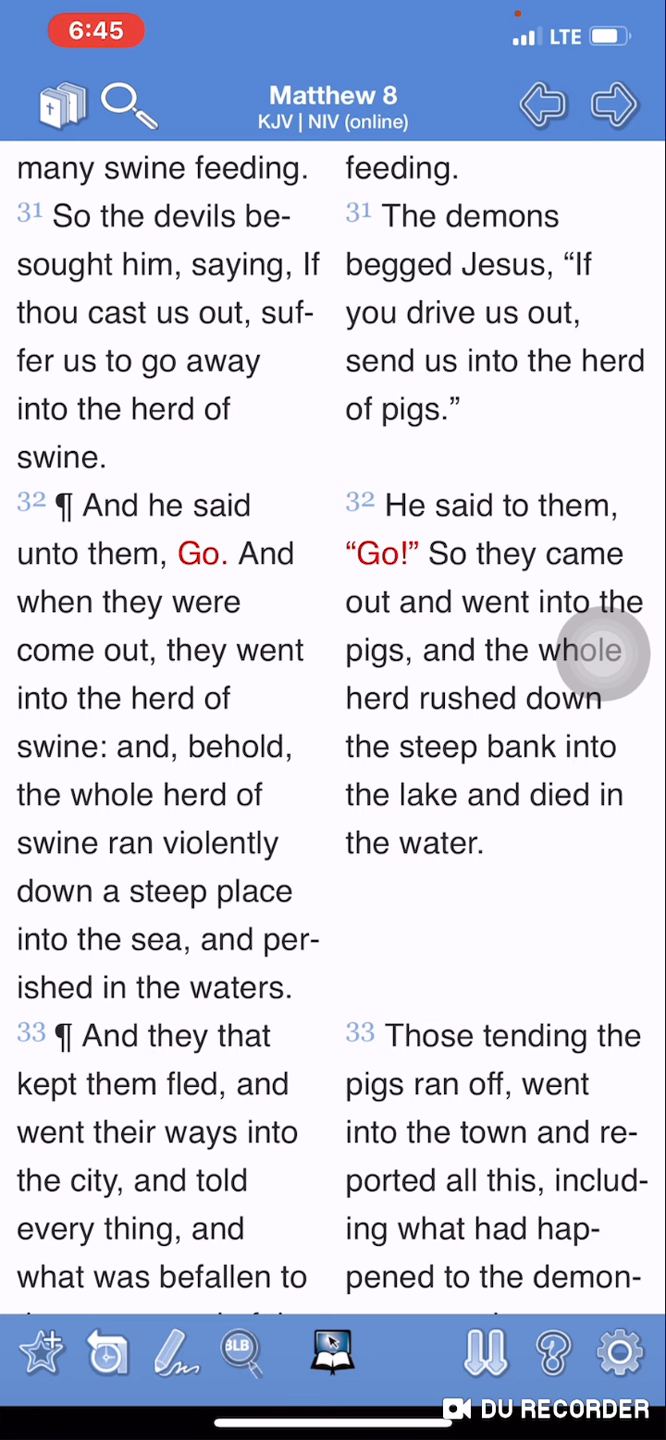 6:45
LTE
Matthew 8
KJV | NIV (online)
many swine feeding.
31 So the devils be-
sought him, saying, If
thou cast us out, suf-
fer us to go away
into the herd of
swine.
32 ¶ And he said
unto them, Go. And
when they were
come out, they went
into the herd of
swine: and, behold,
the whole herd of
swine ran violently
down a steep place
into the sea, and per-
ished in the waters.
33 ¶ And they that
kept them fled, and
went their ways into
the city, and told
every thing, and
what was befallen to
feeding.
31 The demons
begged Jesus, “If
you drive us out,
send us into the herd
of pigs.”
32 He said to them,
“Go!” So they came
out and went into the
pigs, and the whole
herd rushed down
the steep bank into
the lake and died in
the water.
33 Those tending the
pigs ran off, went
into the town and re-
ported all this, includ-
ing what had hap-
pened to the demon-
BLB
DU RECORDER